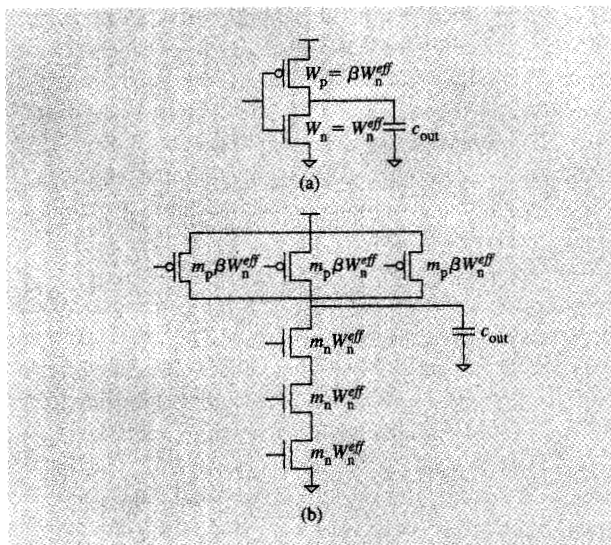 W_p = βW_n^eff
W_n = W_n^eff
c_out
(a)
m_pβW_n^eff m_pβW_n^eff m_pβW_n^eff
c_out
m_nW_n^eff
m_nW_n^eff
m_nW_n^eff
(b)